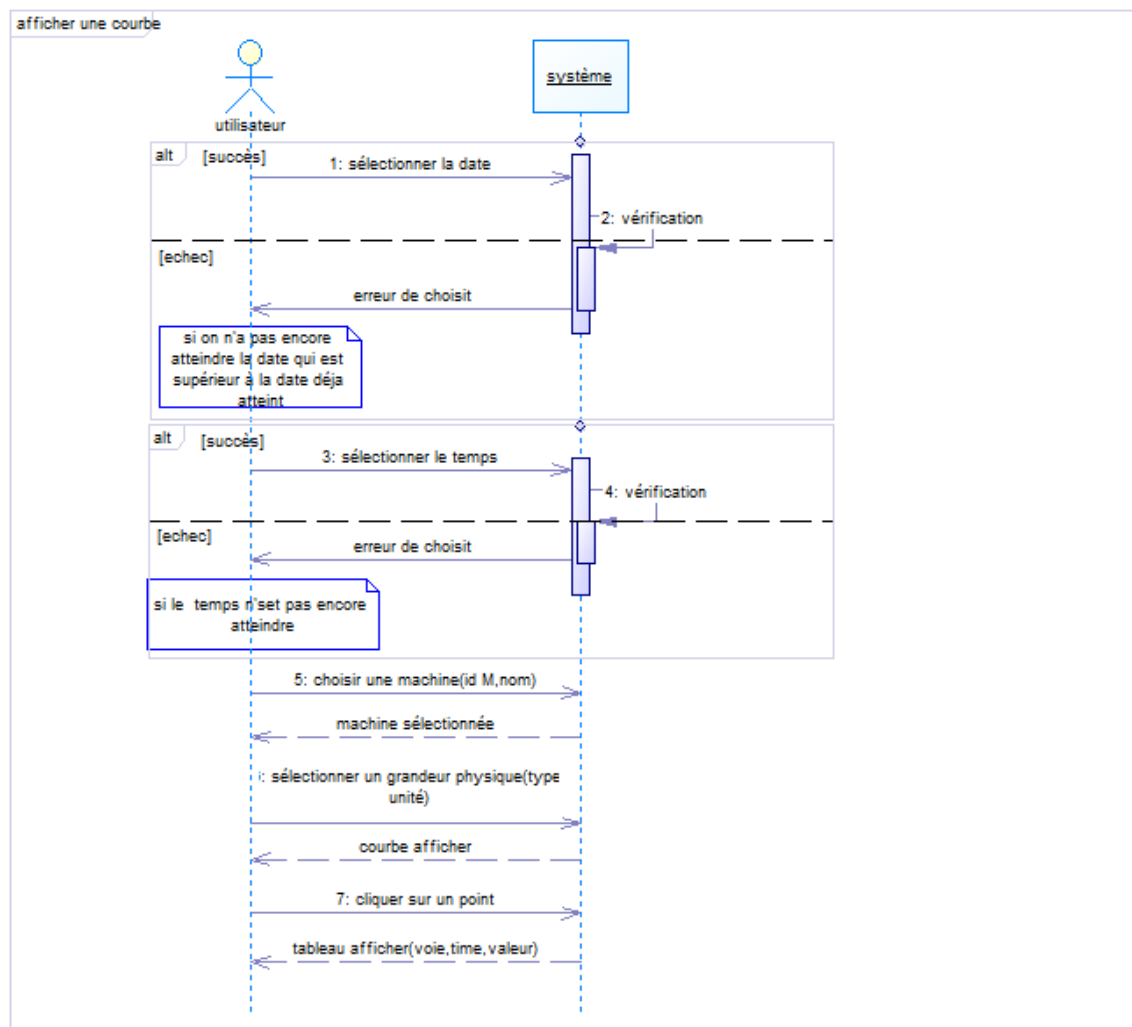 afficher une courbe
système
utilisateur
alt
[succès]
1: sélectionner la date
2: vérification
[echec]
erreur de choisit
si on n'a pas encore
atteindre la date qui est
supérieur à la date déja
atteint
alt
[succès]
3: sélectionner le temps
4: vérification
[echec]
erreur de choisit
si le temps n'set pas encore
atteindre
5: choisir une machine(id M,nom)
machine sélectionnée
: sélectionner un grandeur physique(type
unité)
courbe afficher
7: cliquer sur un point
tableau afficher(voie,time,valeur)